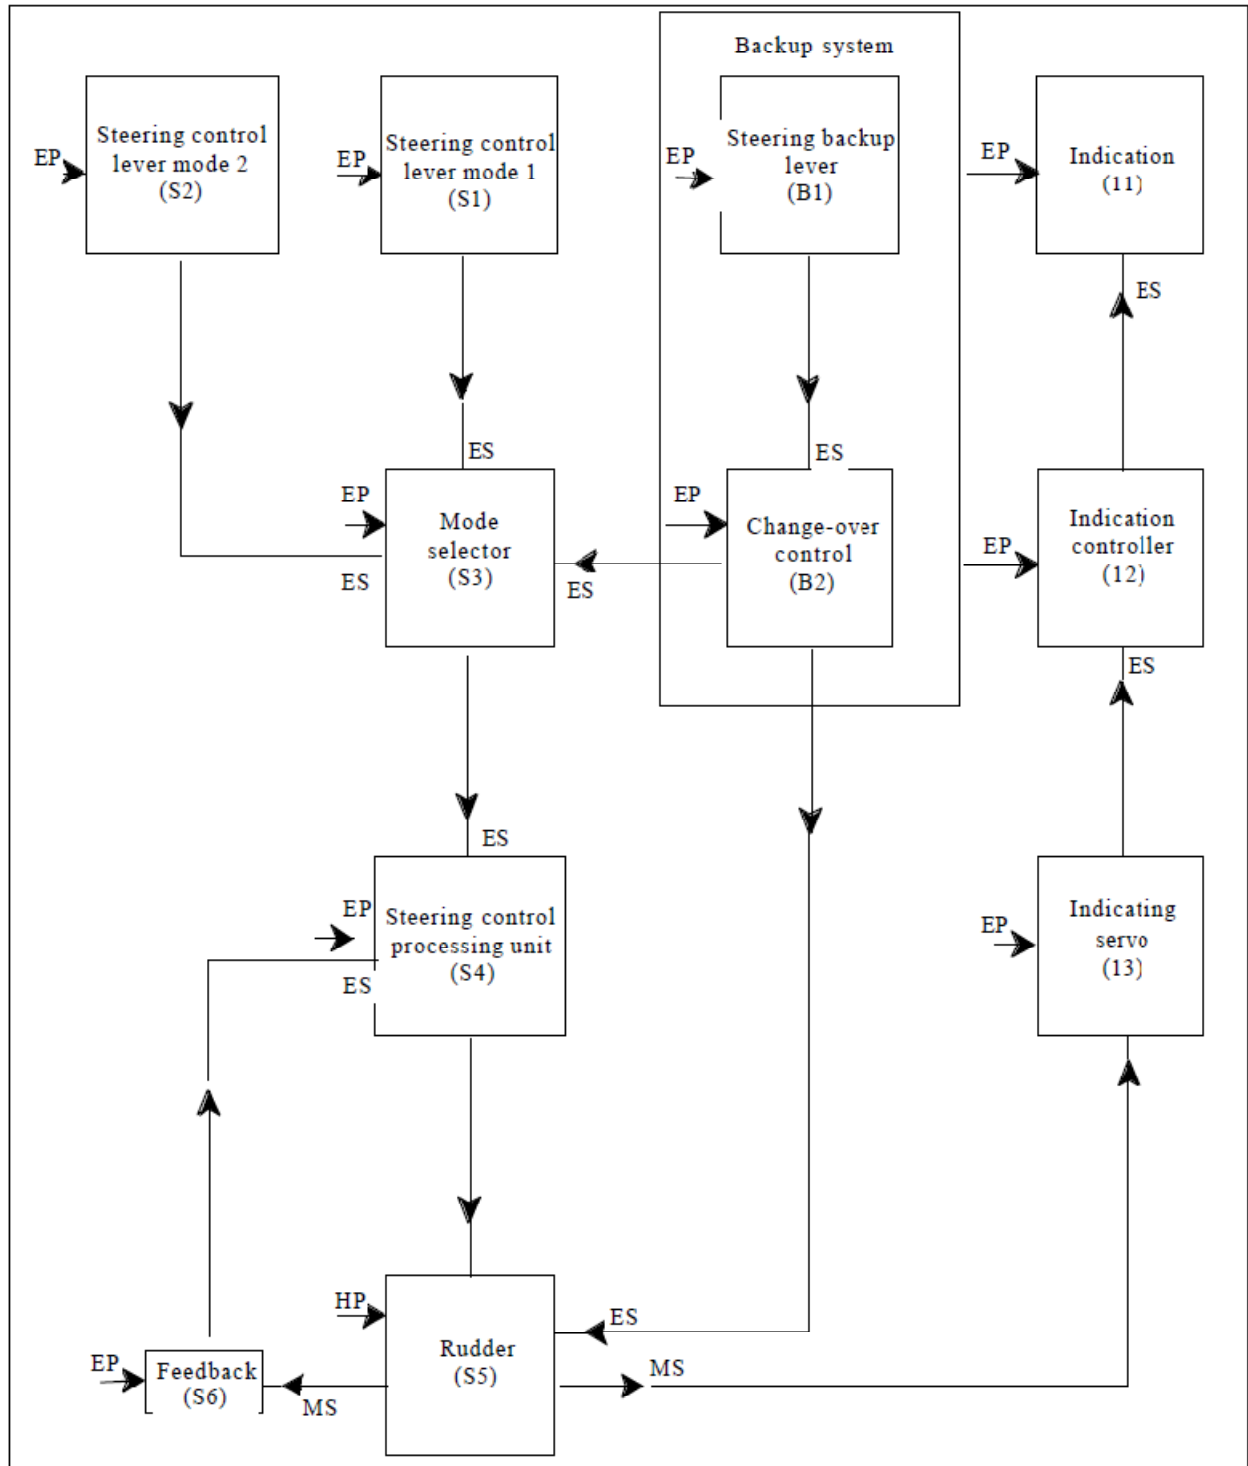 Backup system
Steering control
lever mode 2
(S2)
EP
Steering control
lever mode 1
(S1)
EP
Steering backup
lever
(B1)
EP
Indication
(11)
EP
ES
ES
EP
Mode
selector
(S3)
ES
ES
ES
EP
Change-over
control
(B2)
EP
Indication
controller
(12)
ES
ES
EP
Steering control
processing unit
(S4)
ES
EP
Indicating
servo
(13)
HP
Rudder
(S5)
ES
MS
EP
Feedback
(S6)
MS